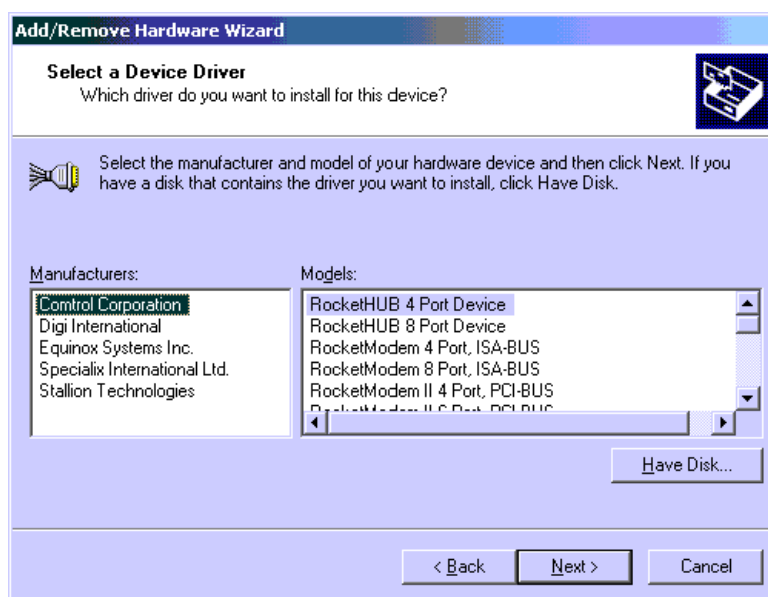 Add/Remove Hardware Wizard
Select a Device Driver
Which driver do you want to install for this device?
Select the manufacturer and model of your hardware device and then click Next. If you
have a disk that contains the driver you want to install, click Have Disk.
Manufacturers:
Comtrol Corporation
Digi International
Equinox Systems Inc.
Specialix International Ltd.
Stallion Technologies
Models:
RocketHUB 4 Port Device
RocketHUB 8 Port Device
RocketModem 4 Port, ISA-BUS
RocketModem 8 Port, ISA-BUS
RocketModem II 4 Port, PCI-BUS
Have Disk...
< Back
Next >
Cancel